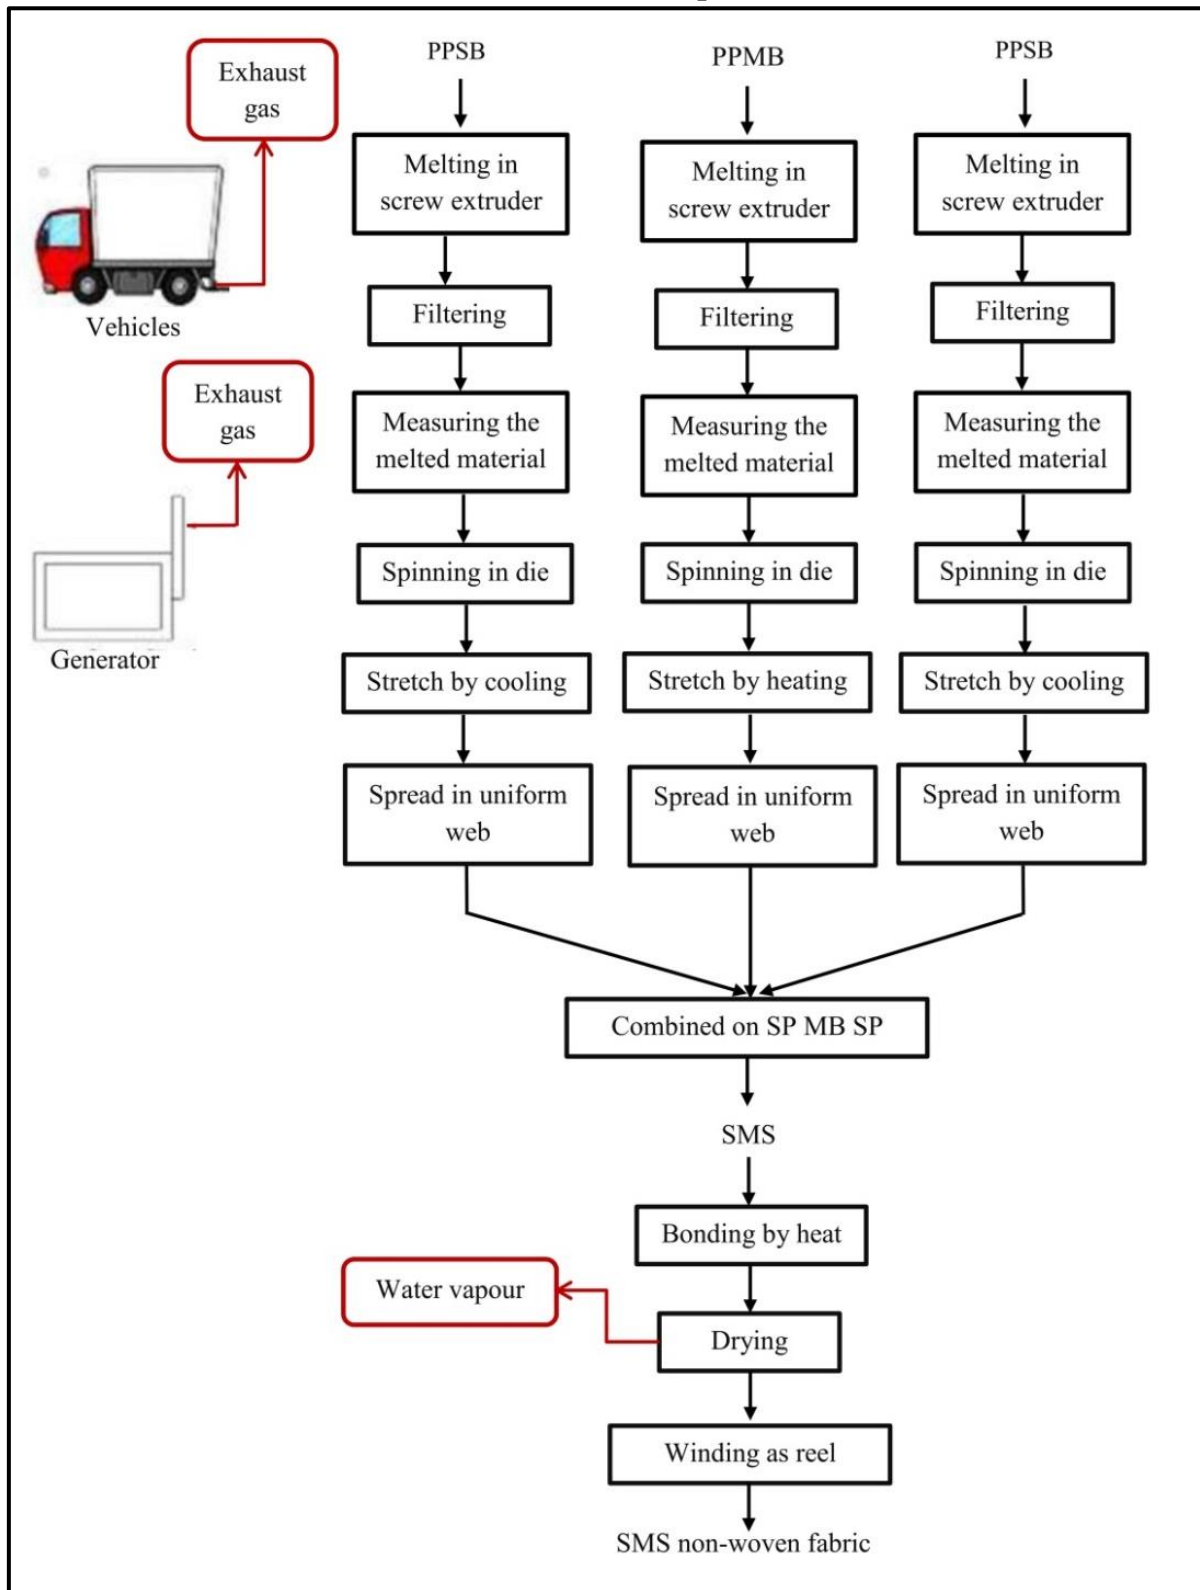 Exhaust
gas
Vehicles
Exhaust
gas
Generator
PPSB
Melting in
screw extruder
Filtering
Measuring the
melted material
Spinning in die
Stretch by cooling
Spread in uniform
web
PPMB
Melting in
screw extruder
Filtering
Measuring the
melted material
Spinning in die
Stretch by heating
Spread in uniform
web
PPSB
Melting in
screw extruder
Filtering
Measuring the
melted material
Spinning in die
Stretch by cooling
Spread in uniform
web
Combined on SP MB SP
SMS
Bonding by heat
Water vapour
Drying
Winding as reel
SMS non-woven fabric